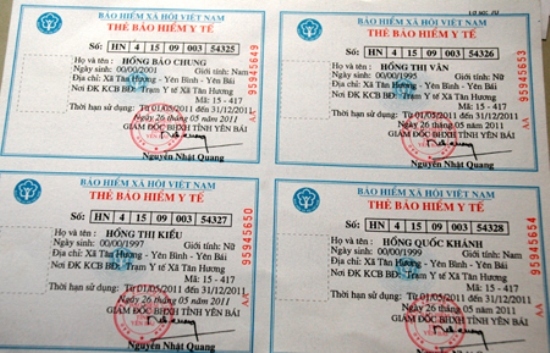 BẢO HIỂM XÃ HỘI VIỆT NAM
THẺ BẢO HIỂM Y TẾ
Số: HN 4 15 09 003 54325
Họ và tên : HỒNG BẢO CHUNG
Ngày sinh: 00/00/2001 Giới tính: Nam
Địa chỉ: Xã Tân Hương - Yên Bình - Yên Bái
Nơi ĐK KCB BĐ: Trạm Y tế Xã Tân Hương
Mã: 15 - 417
Thời hạn sử dụng: Từ 01/05/2011 đến 31/12/2011
Ngày 26 tháng 05 năm 2011
GIÁM ĐỐC BHXH TỈNH YÊN BÁI
Nguyễn Nhật Quang
AA 95945649
BẢO HIỂM XÃ HỘI VIỆT NAM
THẺ BẢO HIỂM Y TẾ
Số: HN 4 15 09 003 54326
Họ và tên : HỒNG THỊ VÂN
Ngày sinh: 00/00/1995 Giới tính: Nữ
Địa chỉ: Xã Tân Hương - Yên Bình - Yên Bái
Nơi ĐK KCB BĐ: Trạm Y tế Xã Tân Hương
Mã: 15 - 417
Thời hạn sử dụng: Từ 01/05/2011 đến 31/12/2011
Ngày 26 tháng 05 năm 2011
GIÁM ĐỐC BHXH TỈNH YÊN BÁI
Nguyễn Nhật Quang
AA 95945653
BẢO HIỂM XÃ HỘI VIỆT NAM
THẺ BẢO HIỂM Y TẾ
Số: HN 4 15 09 003 54327
Họ và tên : HỒNG THỊ KIỀU
Ngày sinh: 00/00/1997 Giới tính: Nữ
Địa chỉ: Xã Tân Hương - Yên Bình - Yên Bái
Nơi ĐK KCB BĐ: Trạm Y tế Xã Tân Hương
Mã: 15 - 417
Thời hạn sử dụng: Từ 01/05/2011 đến 31/12/2011
Ngày 26 tháng 05 năm 2011
GIÁM ĐỐC BHXH TỈNH YÊN BÁI
Nguyễn Nhật Quang
AA 95945650
BẢO HIỂM XÃ HỘI VIỆT NAM
THẺ BẢO HIỂM Y TẾ
Số: HN 4 15 09 003 54328
Họ và tên : HỒNG QUỐC KHÁNH
Ngày sinh: 00/00/1999 Giới tính: Nam
Địa chỉ: Xã Tân Hương - Yên Bình - Yên Bái
Nơi ĐK KCB BĐ: Trạm Y tế Xã Tân Hương
Mã: 15 - 417
Thời hạn sử dụng: Từ 01/05/2011 đến 31/12/2011
Ngày 26 tháng 05 năm 2011
GIÁM ĐỐC BHXH TỈNH YÊN BÁI
Nguyễn Nhật Quang
AA 95945654